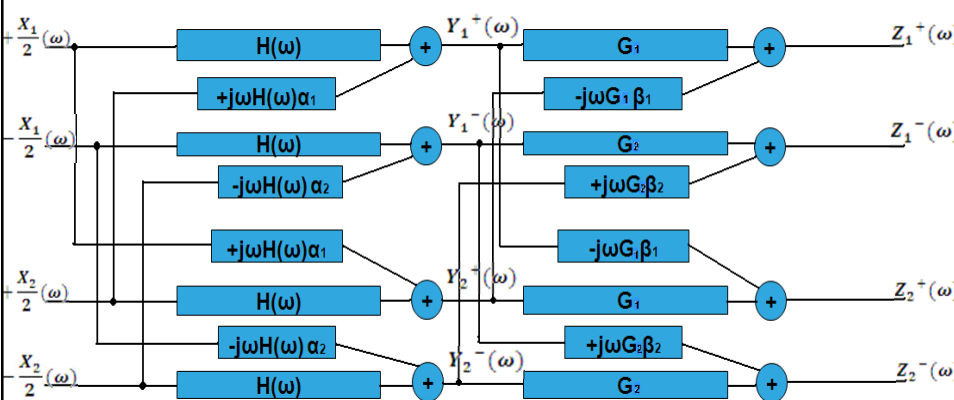 + X₁/2 (ω) H(ω) + Y₁⁺(ω) G₁ + Z₁⁺(ω)
+jωH(ω)α₁ -jωG₁β₁
- X₁/2 (ω) H(ω) + Y₁⁻(ω) G₂ + Z₁⁻(ω)
-jωH(ω)α₂ +jωG₂β₂
+jωH(ω)α₁ -jωG₁β₁
+ X₂/2 (ω) H(ω) + Y₂⁺(ω) G₁ + Z₂⁺(ω)
-jωH(ω)α₂ +jωG₂β₂
- X₂/2 (ω) H(ω) + Y₂⁻(ω) G₂ + Z₂⁻(ω)